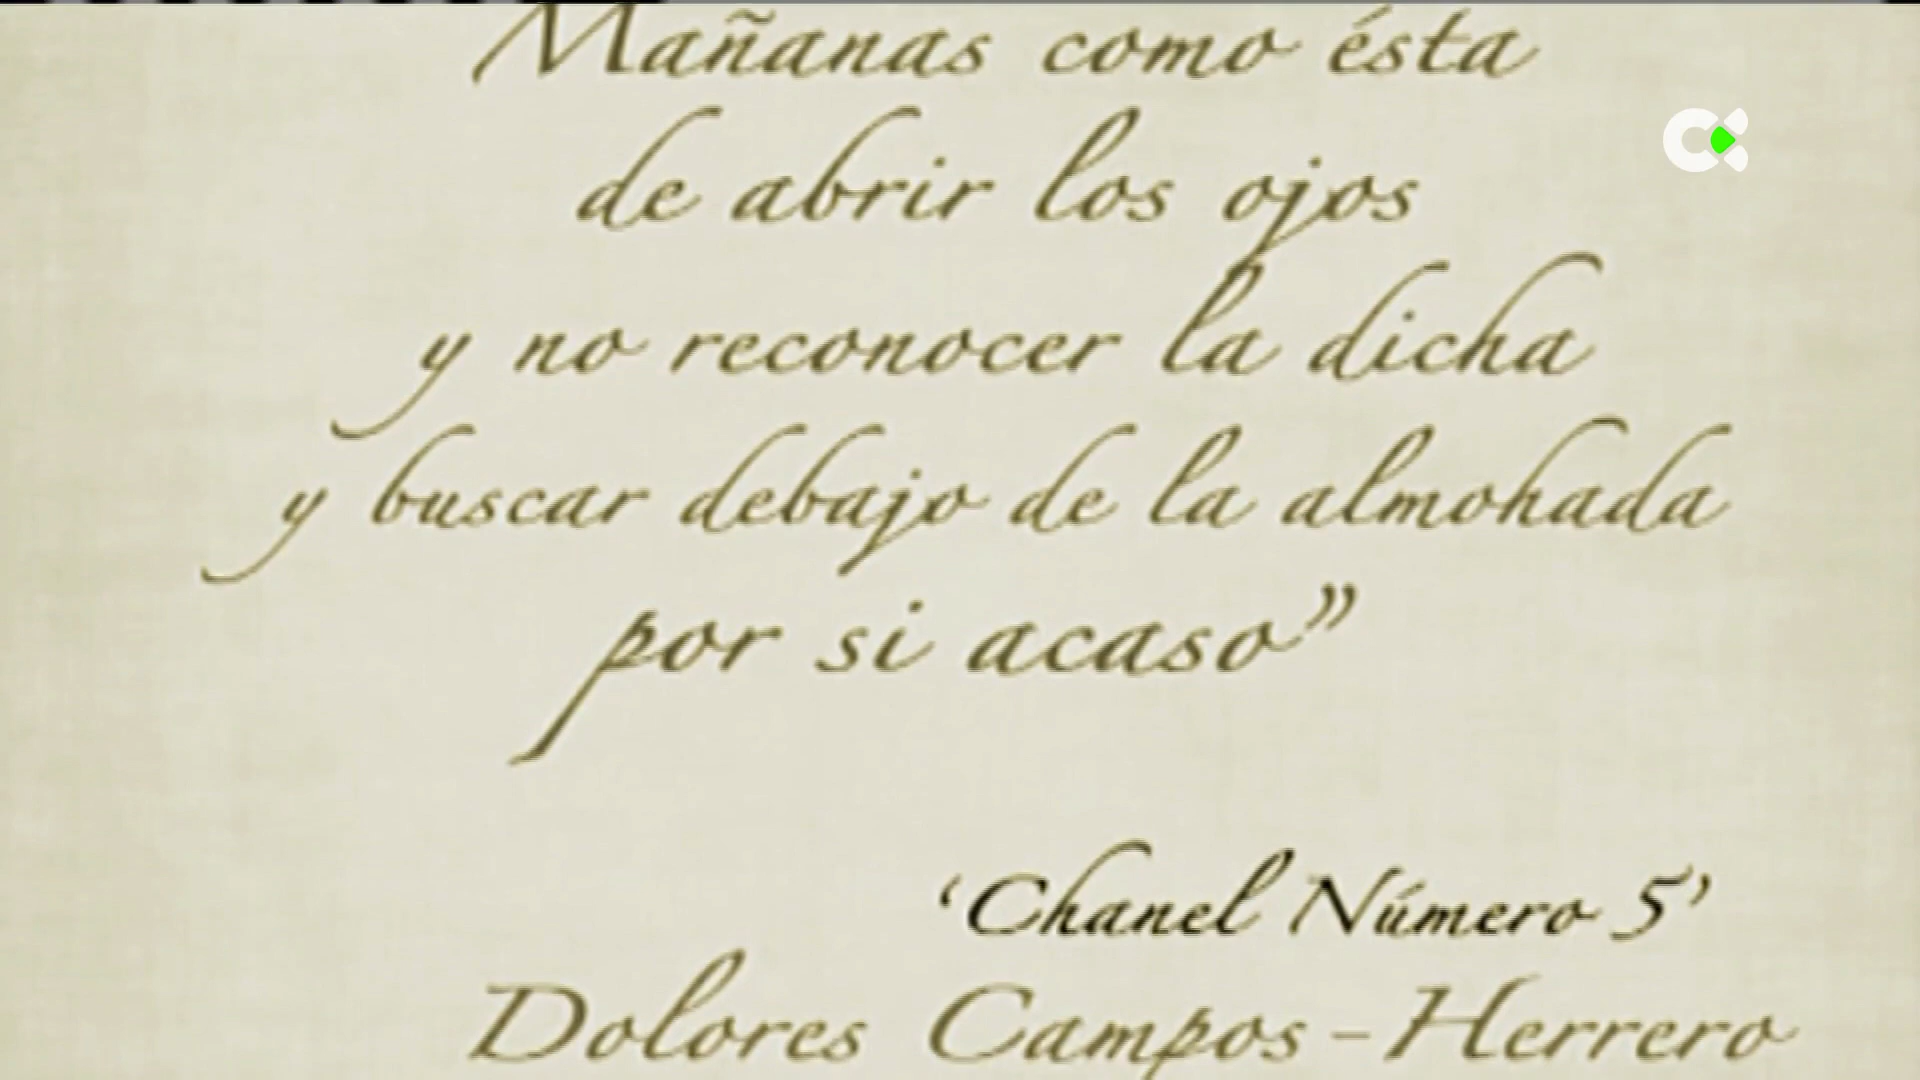 Mañanas como ésta
de abrir los ojos
y no reconocer la dicha
y buscar debajo de la almohada
por si acaso”
‘Chanel Número 5’
Dolores Campos-Herrero